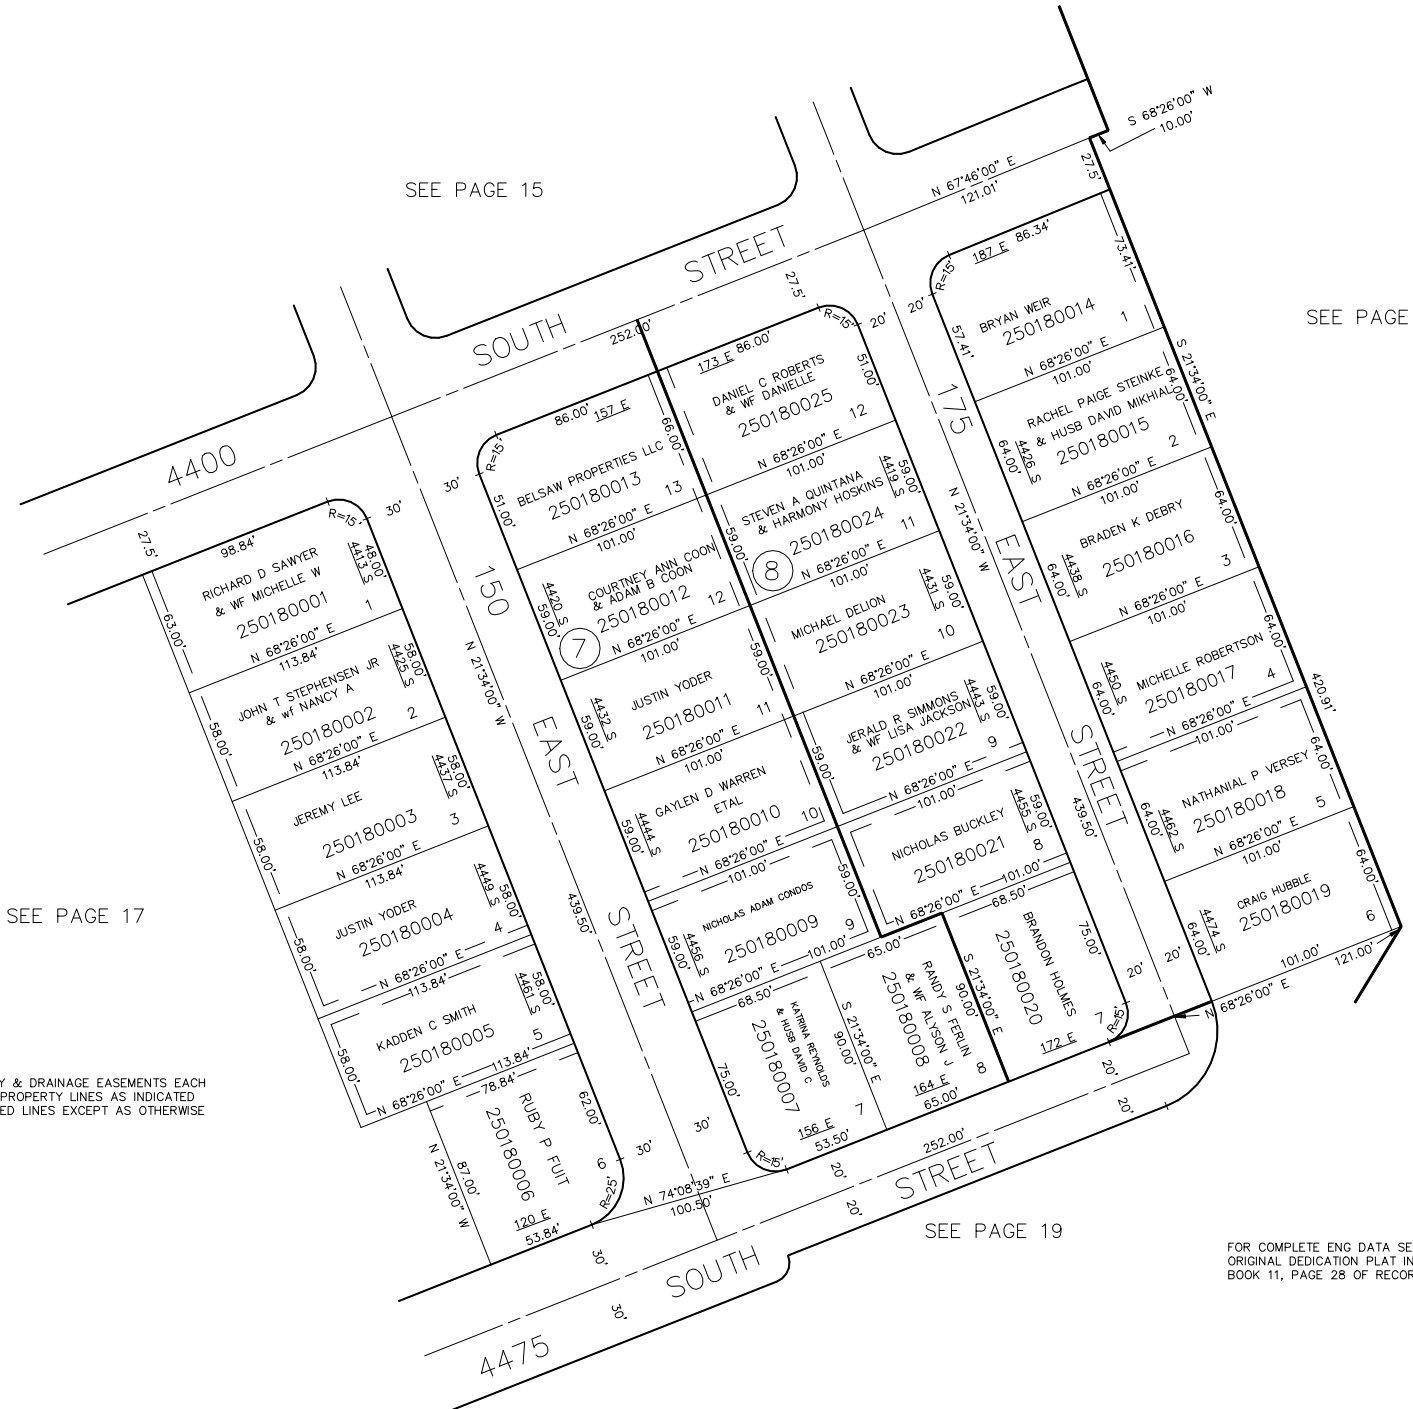 S 68°26'00" W
10.00'
SEE PAGE 15
SEE PAGE
SEE PAGE 17
SEE PAGE 19
N 67°46'00" E
121.01'
27.5'
4400
SOUTH
STREET
252.00'
27.5'
27.5'
R=15'
20'
20'
R=15'
187 E 86.34'
73.41'
57.41'
BRYAN WEIR
250180014
1
N 68°26'00" E
101.00'
S 21°34'00" E
420.91'
RACHEL PAIGE STEINKE
& HUSB DAVID MIKHIAL
250180015
2
64.00'
4426 S
64.00'
N 68°26'00" E
101.00'
BRADEN K DEBRY
250180016
3
64.00'
4438 S
64.00'
N 68°26'00" E
101.00'
MICHELLE ROBERTSON
250180017
4
64.00'
4450 S
64.00'
N 68°26'00" E
101.00'
NATHANIAL P VERSEY
250180018
5
64.00'
4462 S
64.00'
N 68°26'00" E
101.00'
CRAIG HUBBLE
250180019
6
64.00'
4474 S
64.00'
101.00'
121.00'
N 68°26'00" E
175
EAST
STREET
N 21°34'00" W
439.50'
20'
20'
173 E 86.00'
51.00'
DANIEL C ROBERTS
& WF DANIELLE
250180025
12
N 68°26'00" E
101.00'
STEVEN A QUINTANA
& HARMONY HOSKINS
250180024
11
4419 S
59.00'
59.00'
8
N 68°26'00" E
101.00'
MICHAEL DELION
250180023
10
4431 S
59.00'
59.00'
N 68°26'00" E
101.00'
JERALD R SIMMONS
& WF LISA JACKSON
250180022
9
4443 S
59.00'
59.00'
N 68°26'00" E
101.00'
NICHOLAS BUCKLEY
250180021
8
4455 S
59.00'
59.00'
N 68°26'00" E 101.00'
68.50'
BRANDON HOLMES
250180020
7
75.00'
172 E
R=15'
S 21°34'00" E
90.00'
65.00'
RANDY S FERLIN
& WF ALYSON J
250180008
8
164 E
65.00'
S 21°34'00" E
90.00'
86.00' 157 E
R=15'
51.00'
66.00'
BELSAW PROPERTIES LLC
250180013
13
N 68°26'00" E
101.00'
COURTNEY ANN COON
& ADAM B COON
250180012
12
4420 S
59.00'
7
N 68°26'00" E
101.00'
JUSTIN YODER
250180011
11
4432 S
59.00'
N 68°26'00" E
101.00'
GAYLEN D WARREN
ETAL
250180010
10
4444 S
59.00'
N 68°26'00" E
101.00'
NICHOLAS ADAM CONDOS
250180009
9
4456 S
59.00'
N 68°26'00" E 101.00'
68.50'
KATRINA REYNOLDS
& HUSB DAVID C
250180007
7
75.00'
156 E
53.50'
R=15'
150
EAST
STREET
N 21°34'00" W
439.50'
30'
30'
30'
30'
98.84'
R=15'
63.00'
RICHARD D SAWYER
& WF MICHELLE W
250180001
1
4413 S
48.00'
N 68°26'00" E
113.84'
JOHN T STEPHENSEN JR
& wf NANCY A
250180002
2
4425 S
58.00'
58.00'
N 68°26'00" E
113.84'
JEREMY LEE
250180003
3
4437 S
58.00'
58.00'
N 68°26'00" E
113.84'
JUSTIN YODER
250180004
4
4449 S
58.00'
58.00'
N 68°26'00" E
113.84'
KADDEN C SMITH
250180005
5
4461 S
58.00'
58.00'
N 68°26'00" E 113.84'
78.84'
RUBY P FUIT
250180006
6
62.00'
87.00'
N 21°34'00" W
120 E
53.84'
R=25'
N 74°08'39" E
100.50'
30'
30'
20'
20'
20'
20'
252.00'
4475
SOUTH
STREET
Y & DRAINAGE EASEMENTS EACH
PROPERTY LINES AS INDICATED
ED LINES EXCEPT AS OTHERWISE
FOR COMPLETE ENG DATA SE
ORIGINAL DEDICATION PLAT IN
BOOK 11, PAGE 28 OF RECOR